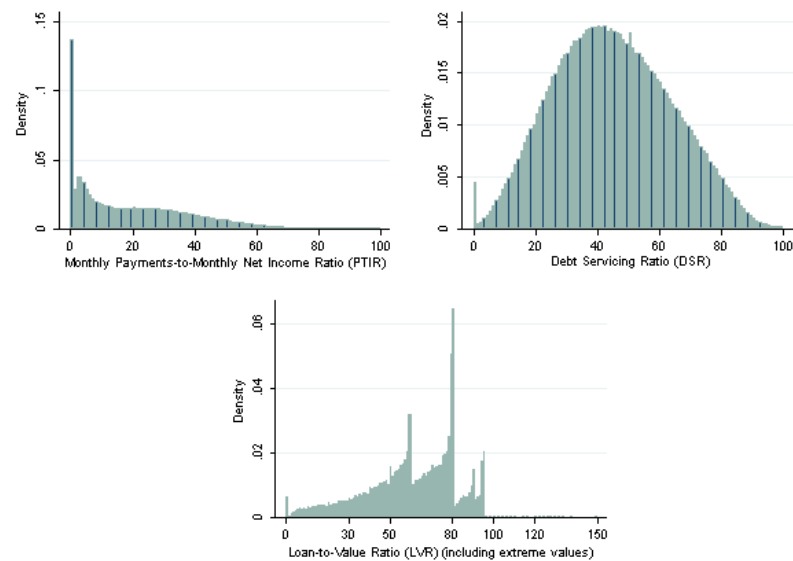 .15
.1
.05
0
Density
0 20 40 60 80 100
Monthly Payments-to-Monthly Net Income Ratio (PTIR)
.02
.015
.01
.005
0
Density
0 20 40 60 80 100
Debt Servicing Ratio (DSR)
.06
.04
.02
0
Density
0 30 50 80 100 120 150
Loan-to-Value Ratio (LVR) (including extreme values)